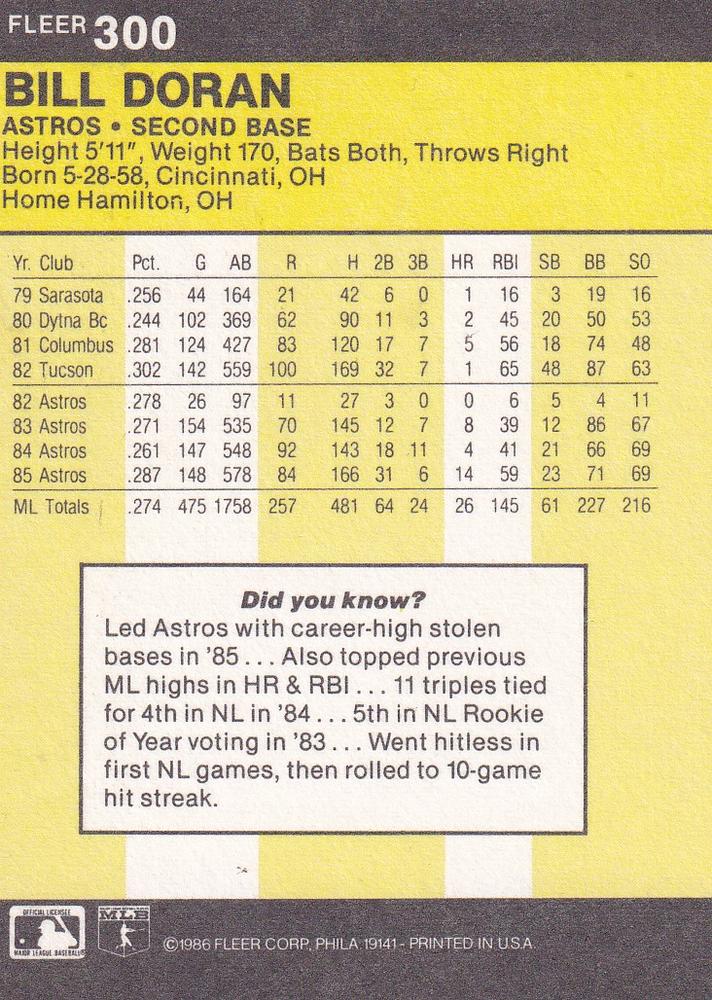 FLEER 300
BILL DORAN
ASTROS • SECOND BASE
Height 5'11", Weight 170, Bats Both, Throws Right
Born 5-28-58, Cincinnati, OH
Home Hamilton, OH
Yr. Club Pct. G AB R H 2B 3B HR RBI SB BB SO
79 Sarasota .256 44 164 21 42 6 0 1 16 3 19 16
80 Dytna Bc .244 102 369 62 90 11 3 2 45 20 50 53
81 Columbus .281 124 427 83 120 17 7 5 56 18 74 48
82 Tucson .302 142 559 100 169 32 7 1 65 48 87 63
82 Astros .278 26 97 11 27 3 0 0 6 5 4 11
83 Astros .271 154 535 70 145 12 7 8 39 12 86 67
84 Astros .261 147 548 92 143 18 11 4 41 21 66 69
85 Astros .287 148 578 84 166 31 6 14 59 23 71 69
ML Totals .274 475 1758 257 481 64 24 26 145 61 227 216
Did you know?
Led Astros with career-high stolen
bases in '85 . . . Also topped previous
ML highs in HR & RBI . . . 11 triples tied
for 4th in NL in '84 . . . 5th in NL Rookie
of Year voting in '83 . . . Went hitless in
first NL games, then rolled to 10-game
hit streak.
OFFICIAL LICENSEE
MAJOR LEAGUE BASEBALL®
MLB
©1986 FLEER CORP., PHILA. 19141 - PRINTED IN U.S.A.